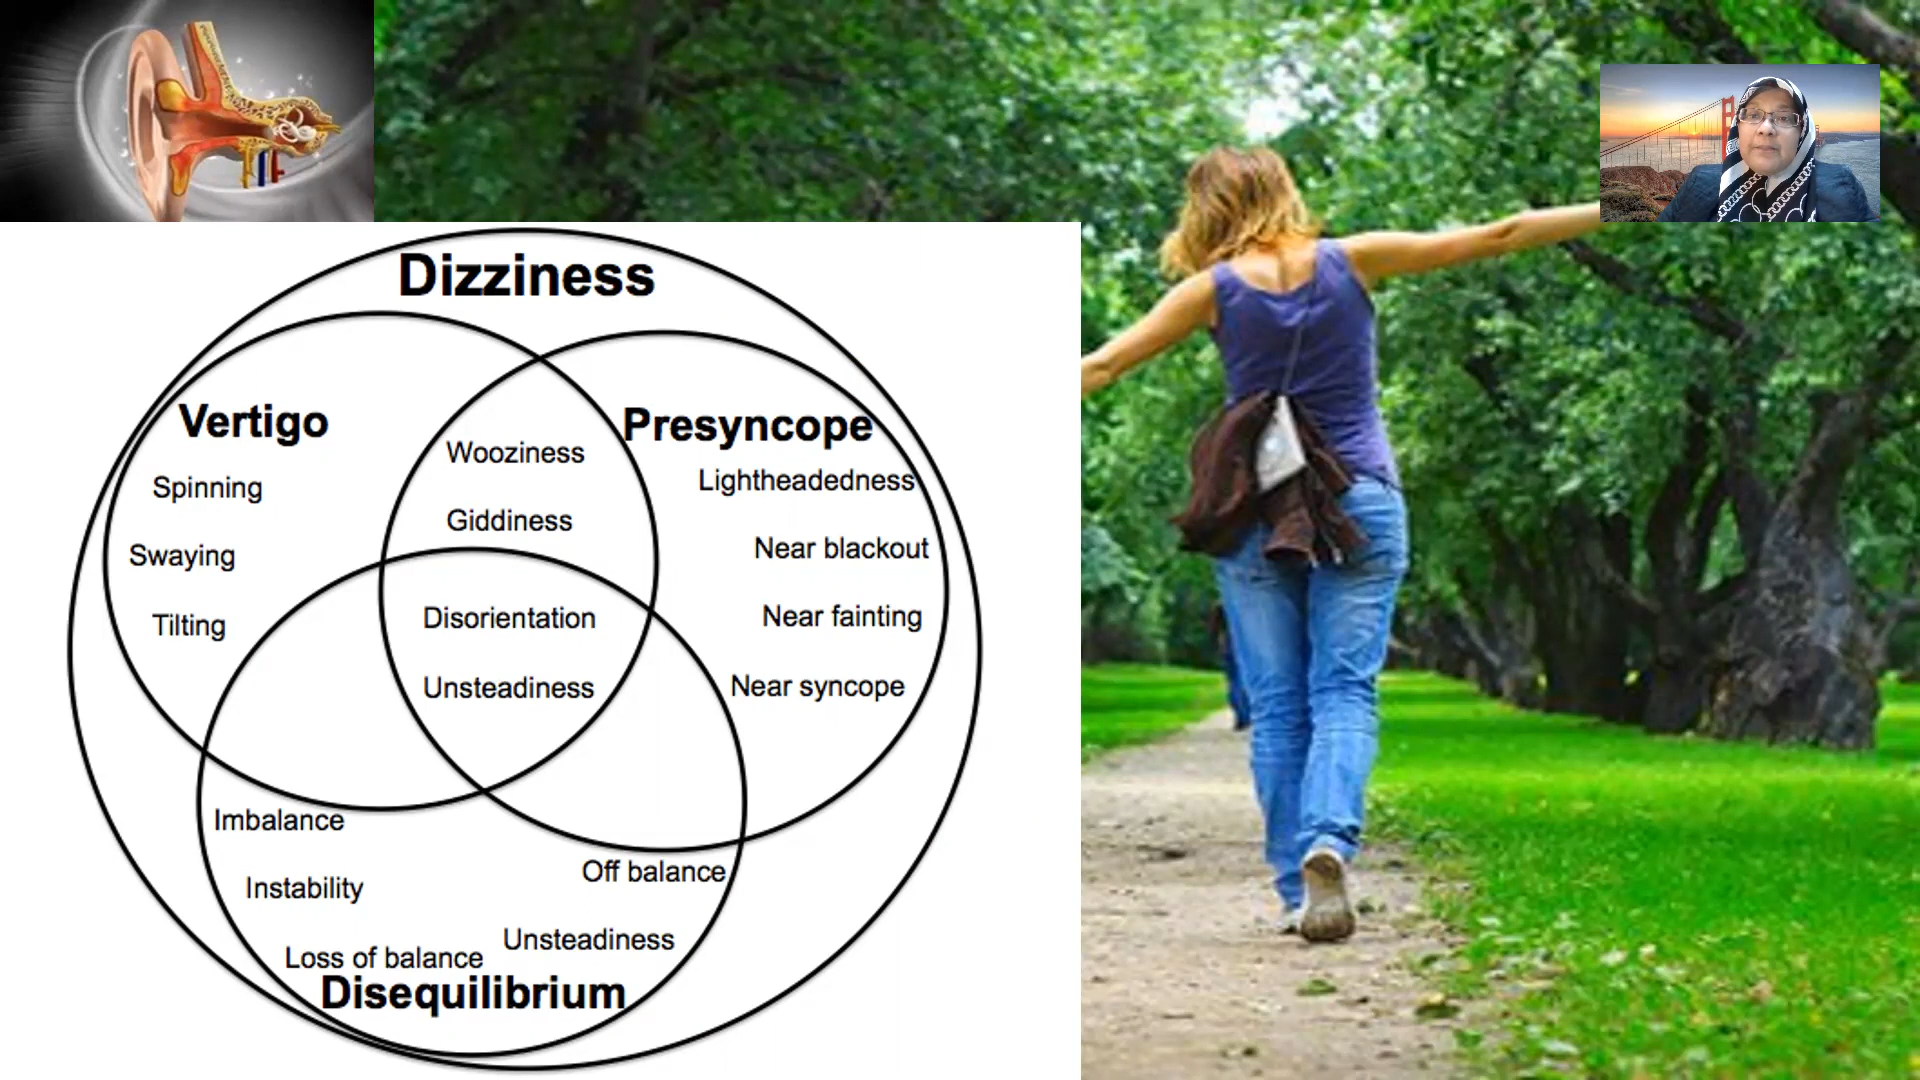 Dizziness
Vertigo
Spinning
Swaying
Tilting
Wooziness
Giddiness
Presyncope
Lightheadedness
Near blackout
Near fainting
Near syncope
Disorientation
Unsteadiness
Imbalance
Instability
Loss of balance
Off balance
Unsteadiness
Disequilibrium